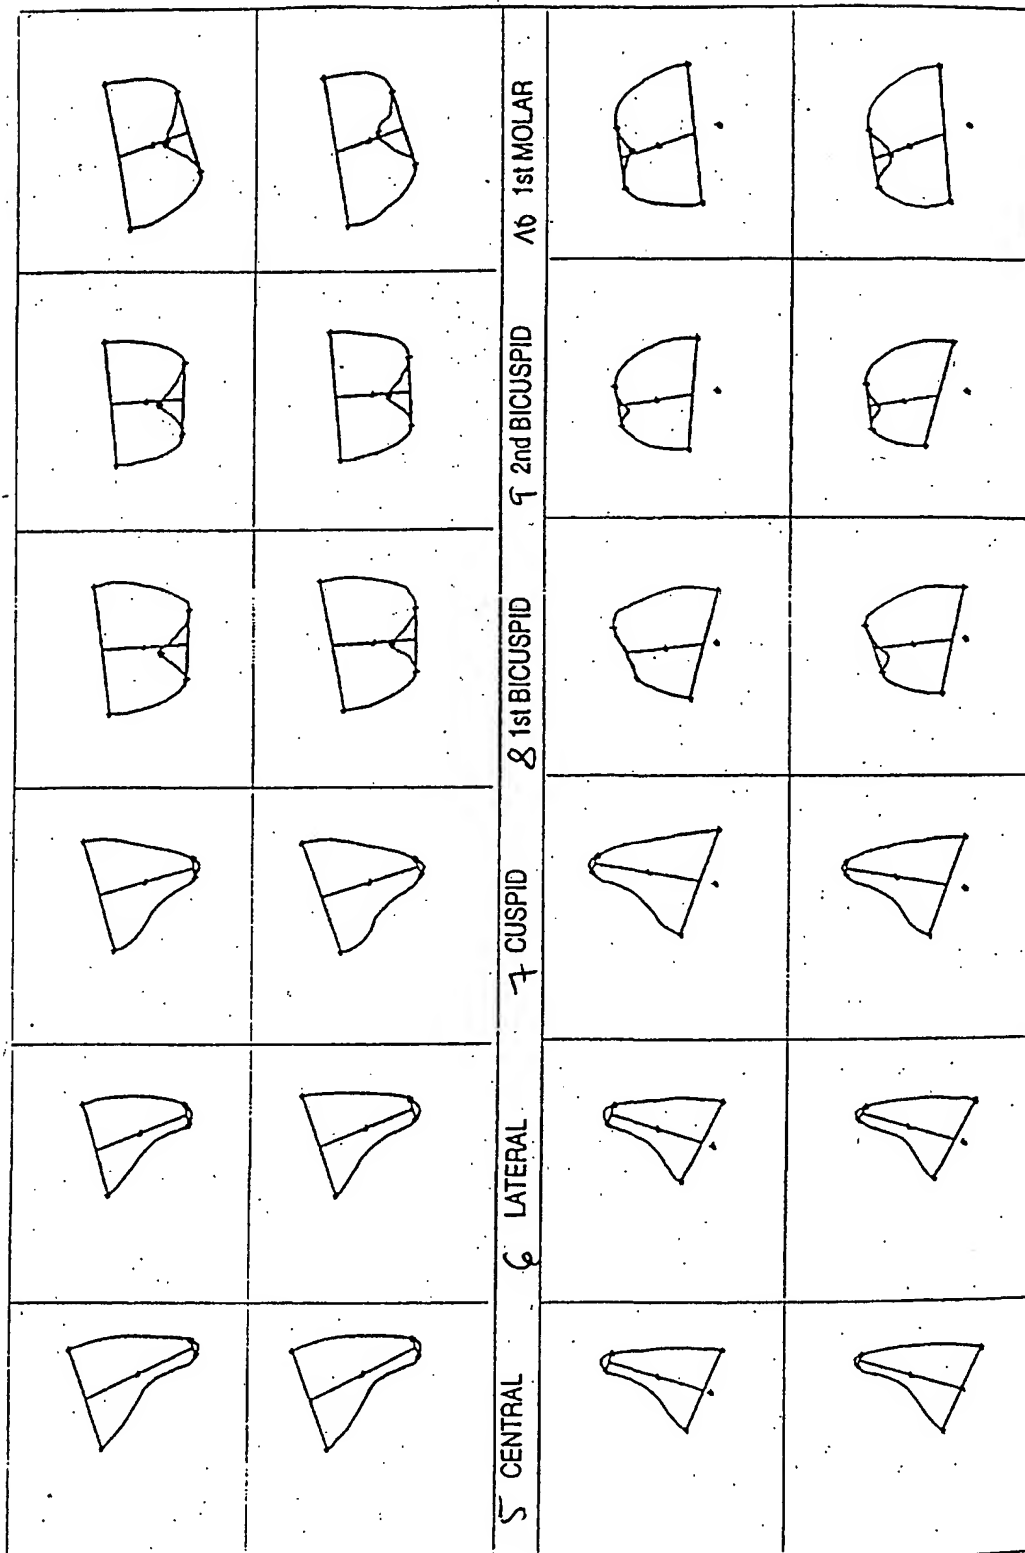 5 CENTRAL
6 LATERAL
7 CUSPID
8 1st BICUSPID
9 2nd BICUSPID
10 1st MOLAR